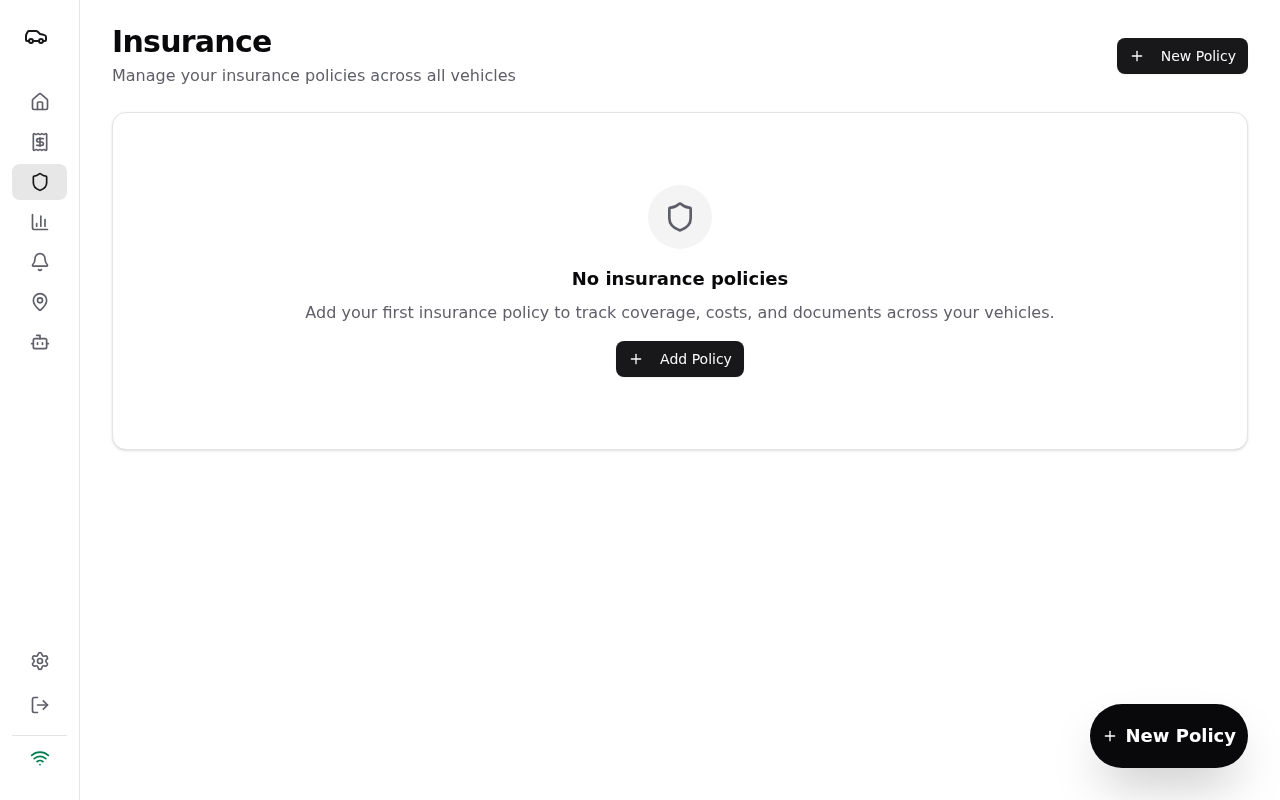 Insurance
Manage your insurance policies across all vehicles
New Policy
No insurance policies
Add your first insurance policy to track coverage, costs, and documents across your vehicles.
Add Policy
New Policy